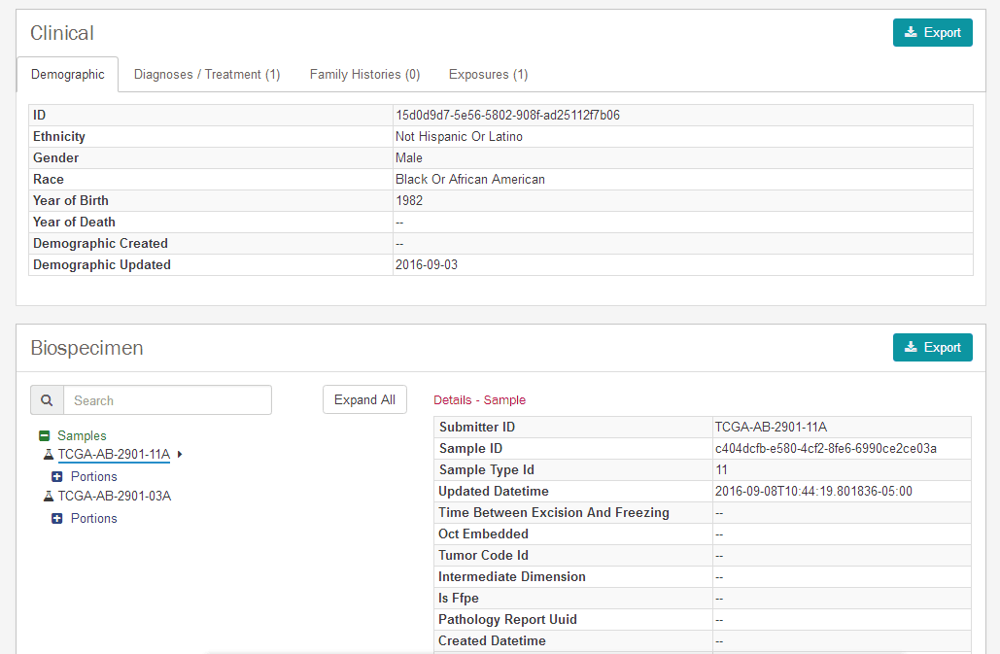 Clinical
Export
Demographic Diagnoses / Treatment (1) Family Histories (0) Exposures (1)
ID 15d0d9d7-5e56-5802-908f-ad25112f7b06
Ethnicity Not Hispanic Or Latino
Gender Male
Race Black Or African American
Year of Birth 1982
Year of Death --
Demographic Created --
Demographic Updated 2016-09-03
Biospecimen
Export
Search
Expand All
Samples
TCGA-AB-2901-11A
Portions
TCGA-AB-2901-03A
Portions
Details - Sample
Submitter ID TCGA-AB-2901-11A
Sample ID c404dcfb-e580-4cf2-8fe6-6990ce2ce03a
Sample Type Id 11
Updated Datetime 2016-09-08T10:44:19.801836-05:00
Time Between Excision And Freezing --
Oct Embedded --
Tumor Code Id --
Intermediate Dimension --
Is Ffpe --
Pathology Report Uuid --
Created Datetime --